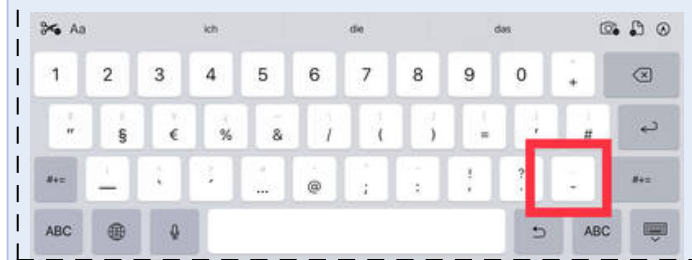 Aa ich die das
1 2 3 4 5 6 7 8 9 0 +
" § € % & / ( ) = ' #
#+= _ @ ... ; : ! , ? . - #+=
ABC ABC